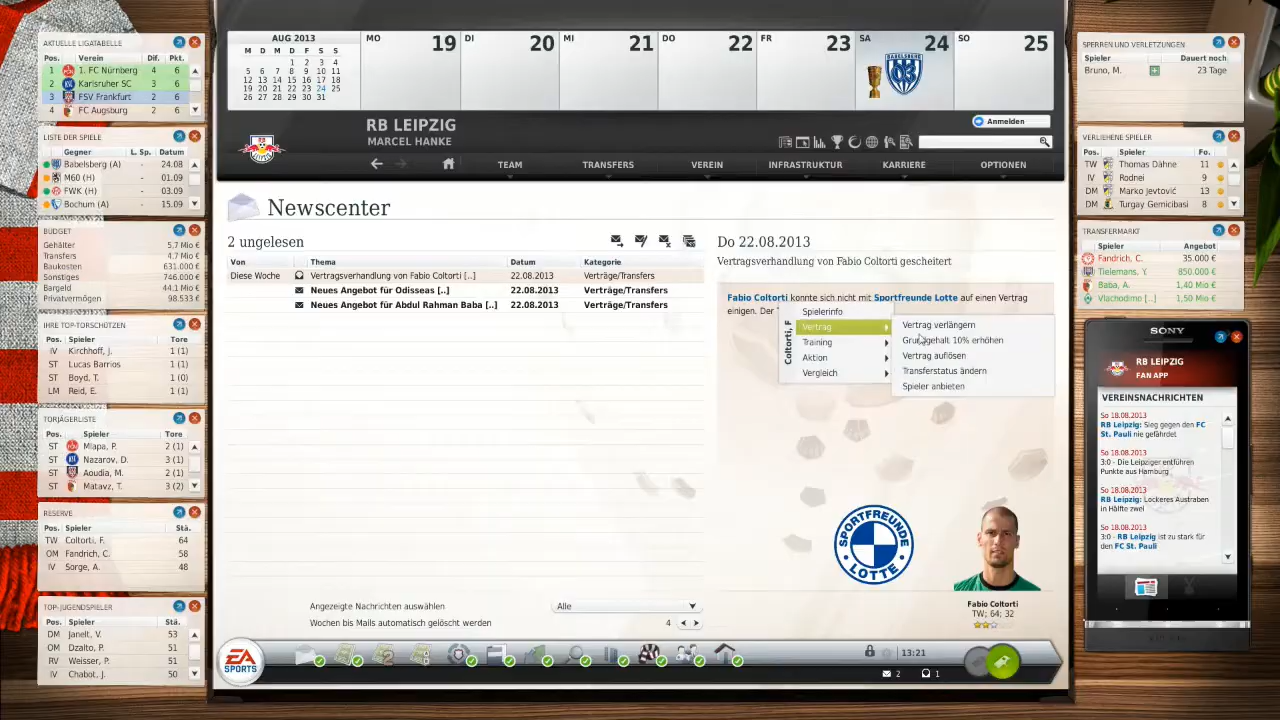 AKTUELLE LIGATABELLE
Pos. Verein Dif. Pkt.
1 1. FC Nürnberg 4 6
2 Karlsruher SC 3 6
3 FSV Frankfurt 2 6
4 FC Augsburg 2 6
LISTE DER SPIELE
Gegner L. Sp. Datum
Babelsberg (A) - 24.08
M60 (H) - 01.09
FWK (H) - 03.09
Bochum (A) - 15.09
BUDGET
Gehälter 5.7 Mio €
Transfers 4.7 Mio €
Baukosten 631.000 €
Sonstiges 746.000 €
Bargeld 44.1 Mio €
Privatvermögen 98.533 €
IHRE TOP-TORSCHÜTZEN
Pos. Spieler Tore
IV Kirchhoff, J. 1 (1)
ST Lucas Barrios 1 (1)
ST Boyd, T. 1 (0)
LM Reid, E. 1 (1)
TORJÄGERLISTE
Spieler Tore
ST Mlapa, P. 2 (1)
ST Nazarov, D. 3 (1)
ST Aoudia, M. 2 (1)
ST Matavz, T. 3 (2)
RESERVE
Pos. Spieler Stä.
TW Coltorti, F. 64
OM Fandrich, C. 58
IV Sorge, A. 48
TOP-JUGENDSPIELER
Pos. Spieler Stä.
DM Janelt, V. 53
OM Dzalto, P. 51
RV Weisser, P. 51
IV Chabot, J. 50
AUG 2013
M D M D F S S
1 2 3 4
5 6 7 8 9 10 11
12 13 14 15 16 17 18
19 20 21 22 23 24 25
26 27 28 29 30 31
MO 19 DI 20 MI 21 DO 22 FR 23 SA 24 SO 25
BABELSBERG
RB LEIPZIG
MARCEL HANKE
Anmelden
TEAM TRANSFERS VEREIN INFRASTRUKTUR KARRIERE OPTIONEN
Newscenter
2 ungelesen
Von Thema Datum Kategorie
Diese Woche Vertragsverhandlung von Fabio Coltorti [..] 22.08.2013 Verträge/Transfers
Neues Angebot für Odisseas [..] 22.08.2013 Verträge/Transfers
Neues Angebot für Abdul Rahman Baba [..] 22.08.2013 Verträge/Transfers
Angezeigte Nachrichten auswählen Alle
Wochen bis Mails automatisch gelöscht werden 4
Do 22.08.2013
Vertragsverhandlung von Fabio Coltorti gescheitert
Fabio Coltorti konnte sich nicht mit Sportfreunde Lotte auf einen Vertrag
einigen. Der
Coltorti, F
Spielerinfo
Vertrag
Training
Aktion
Vergleich
Vertrag verlängern
Grundgehalt 10% erhöhen
Vertrag auflösen
Transferstatus ändern
Spieler anbieten
SPORTFREUNDE
LOTTE
Fabio Coltorti
TW; 64; 32
EA
SPORTS
13:21
2 1
SPERREN UND VERLETZUNGEN
Spieler Dauert noch
Bruno, M. 23 Tage
VERLIEHENE SPIELER
Pos. Spieler Fo.
TW Thomas Dähne 11
IV Rodnei 9
DM Marko Jevtović 13
DM Turgay Gemicibasi 8
TRANSFERMARKT
Spieler Angebot
Fandrich, C. 35.000 €
Tielemans, Y. 850.000 €
Baba, A. 1,40 Mio €
Vlachodimo [..] 1,50 Mio €
SONY
RB LEIPZIG
FAN APP
VEREINSNACHRICHTEN
So 18.08.2013
RB Leipzig: Sieg gegen den FC
St. Pauli nie gefährdet
So 18.08.2013
3:0 - Die Leipziger entführen
Punkte aus Hamburg
So 18.08.2013
RB Leipzig: Lockeres Austraben
in Hälfte zwei
So 18.08.2013
3:0 - RB Leipzig ist zu stark für
den FC St. Pauli